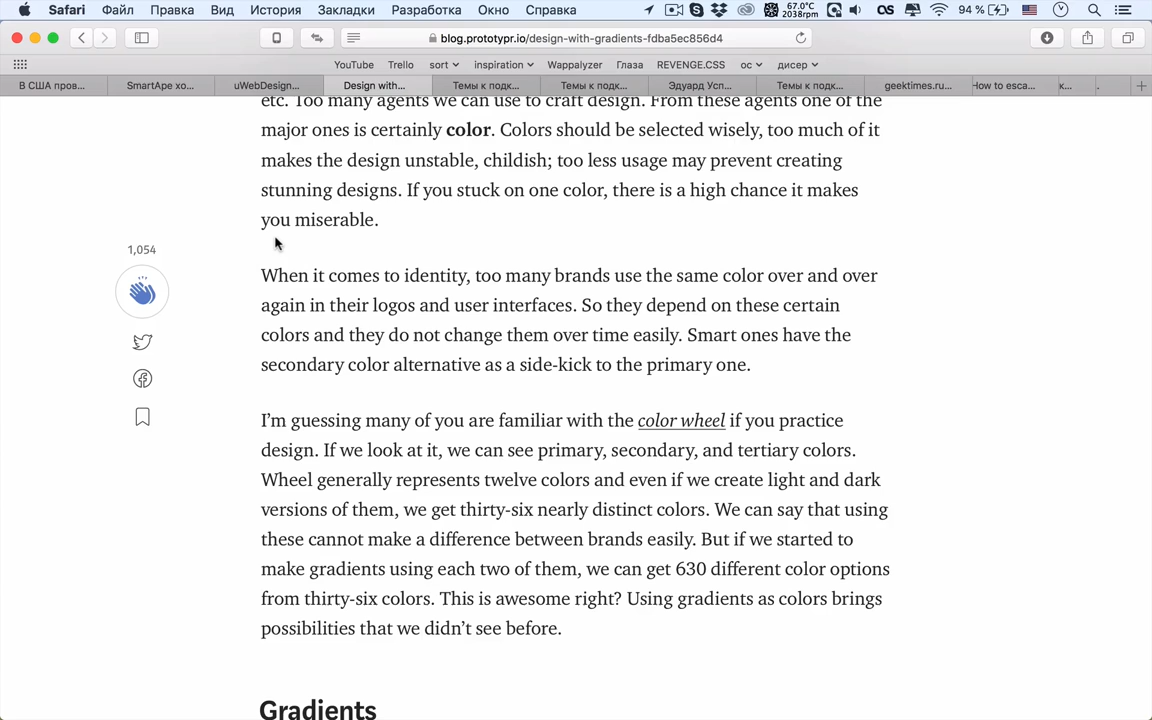 Safari Файл Правка Вид История Закладки Разработка Окно Справка 67.0°C 2038rpm OS 94 %
blog.prototypr.io/design-with-gradients-fdba5ec856d4
YouTube Trello sort inspiration Wappalyzer Глаза REVENGE.CSS ос дисер
В США пров... SmartApe хо... uWebDesign... Design with... Темы к подк... Темы к подк... Эдуард Усп... Темы к подк... geektimes.ru... How to esca... к... .
etc. Too many agents we can use to craft design. From these agents one of the
major ones is certainly color. Colors should be selected wisely, too much of it
makes the design unstable, childish; too less usage may prevent creating
stunning designs. If you stuck on one color, there is a high chance it makes
you miserable.
1,054
When it comes to identity, too many brands use the same color over and over
again in their logos and user interfaces. So they depend on these certain
colors and they do not change them over time easily. Smart ones have the
secondary color alternative as a side-kick to the primary one.
I'm guessing many of you are familiar with the color wheel if you practice
design. If we look at it, we can see primary, secondary, and tertiary colors.
Wheel generally represents twelve colors and even if we create light and dark
versions of them, we get thirty-six nearly distinct colors. We can say that using
these cannot make a difference between brands easily. But if we started to
make gradients using each two of them, we can get 630 different color options
from thirty-six colors. This is awesome right? Using gradients as colors brings
possibilities that we didn't see before.
Gradients